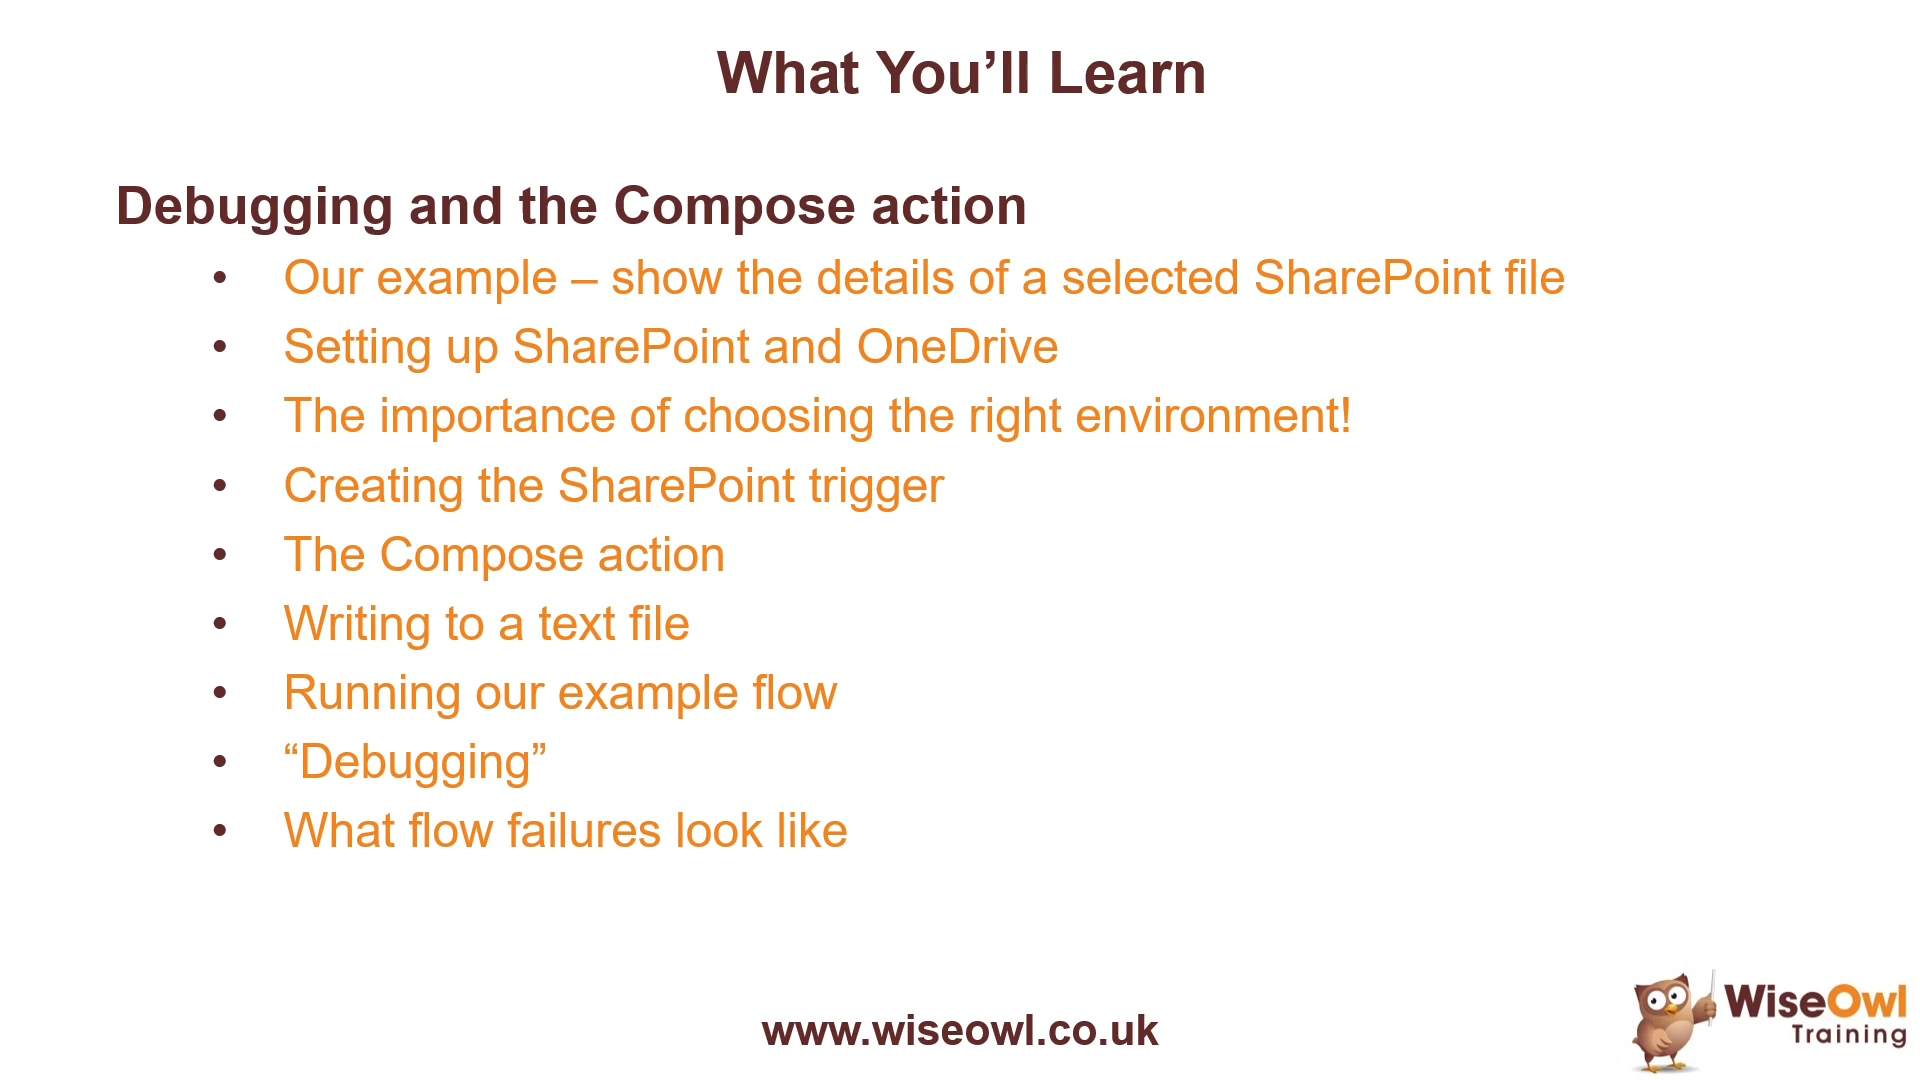 What You’ll Learn
Debugging and the Compose action
• Our example – show the details of a selected SharePoint file
• Setting up SharePoint and OneDrive
• The importance of choosing the right environment!
• Creating the SharePoint trigger
• The Compose action
• Writing to a text file
• Running our example flow
• “Debugging”
• What flow failures look like
www.wiseowl.co.uk
WiseOwl
Training